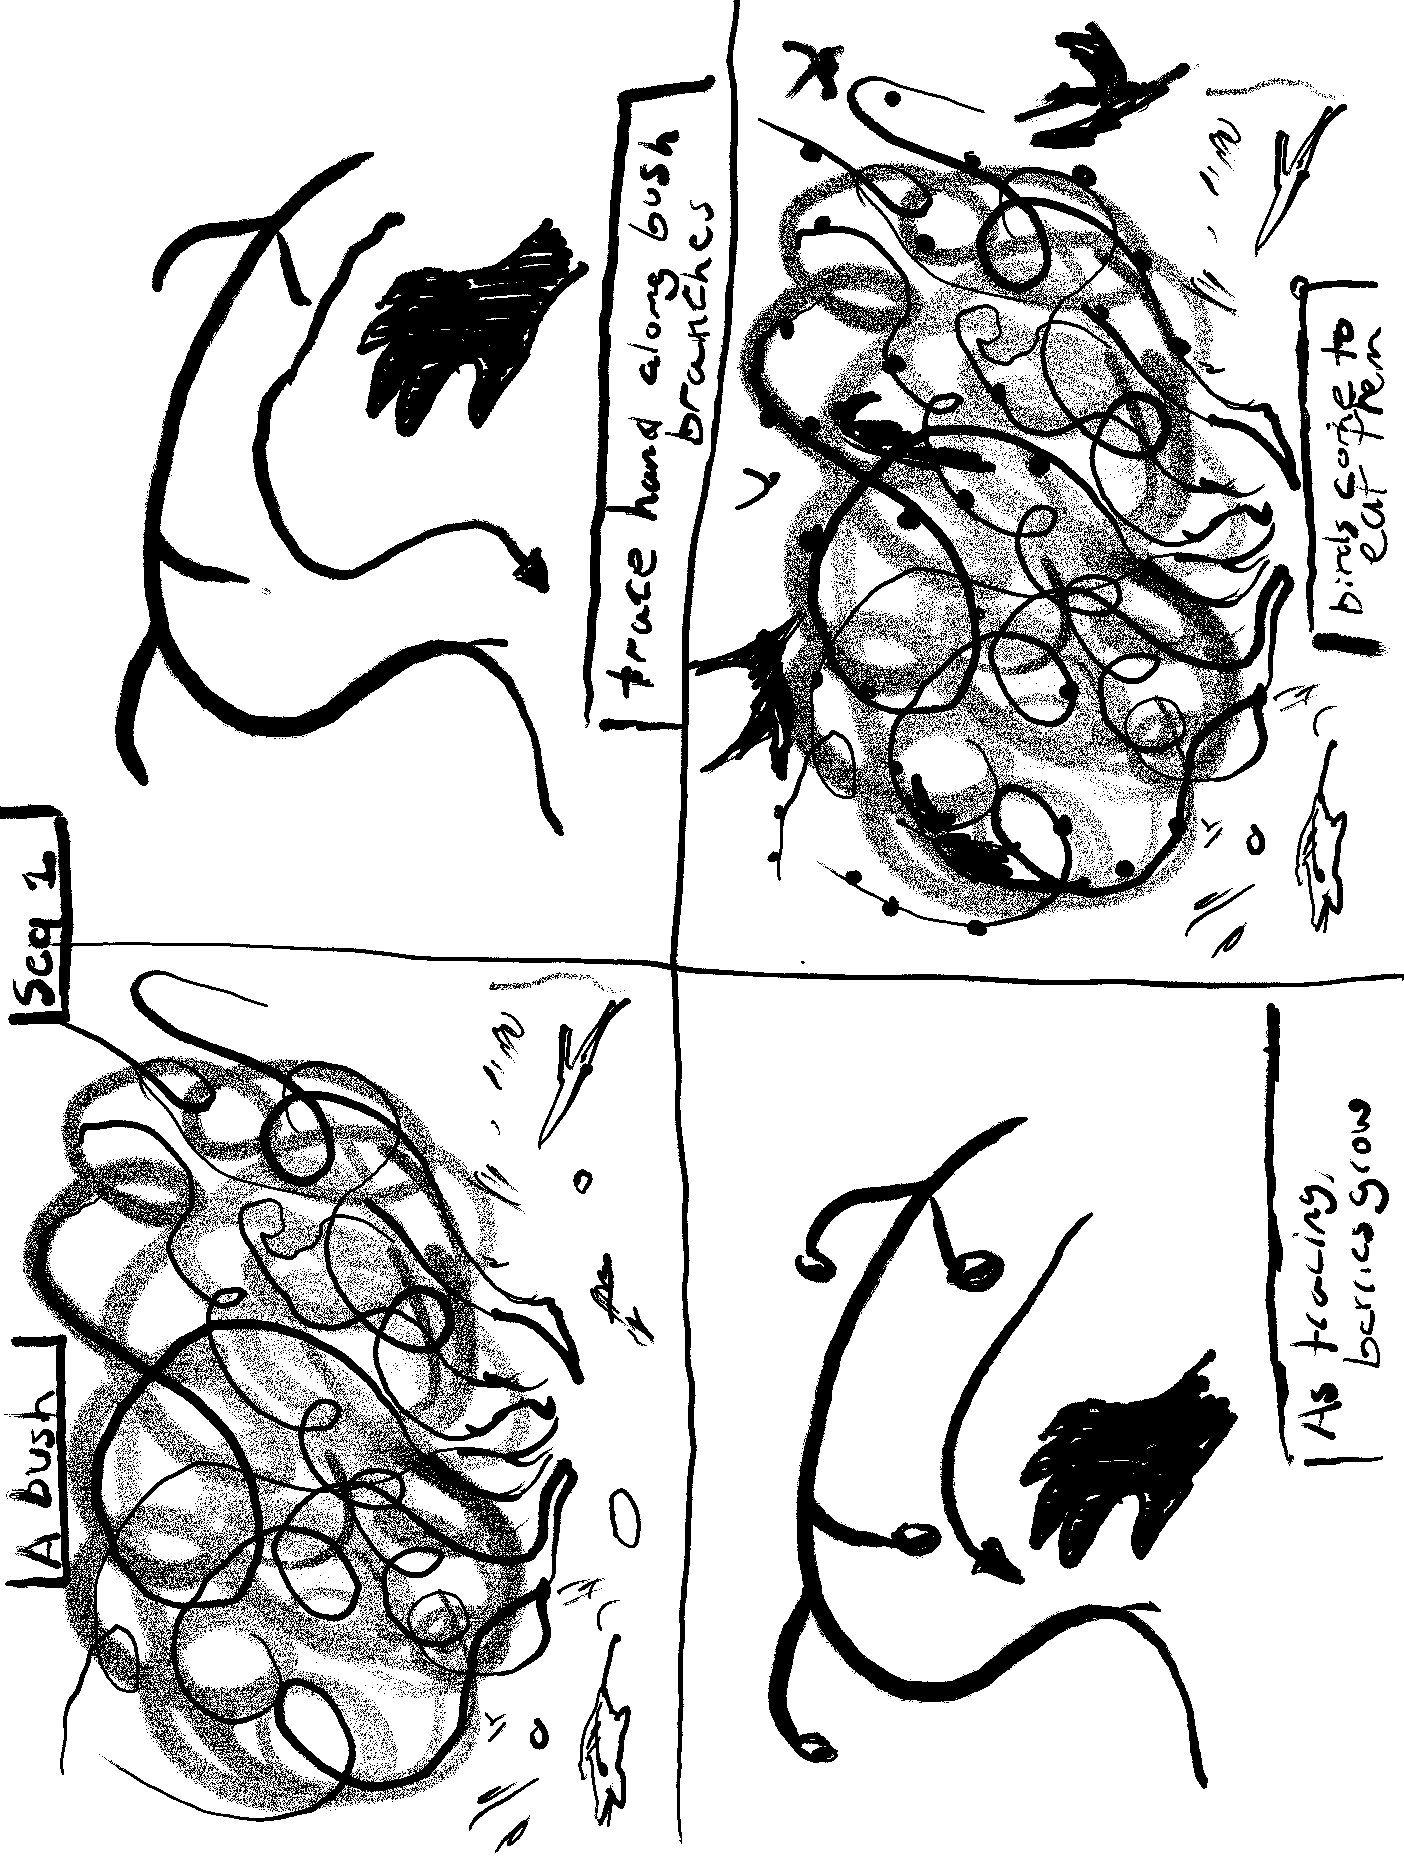 Seq 1
A bush
trace hand along bush
branches
As tracing,
berries grow
birds come to
eat them